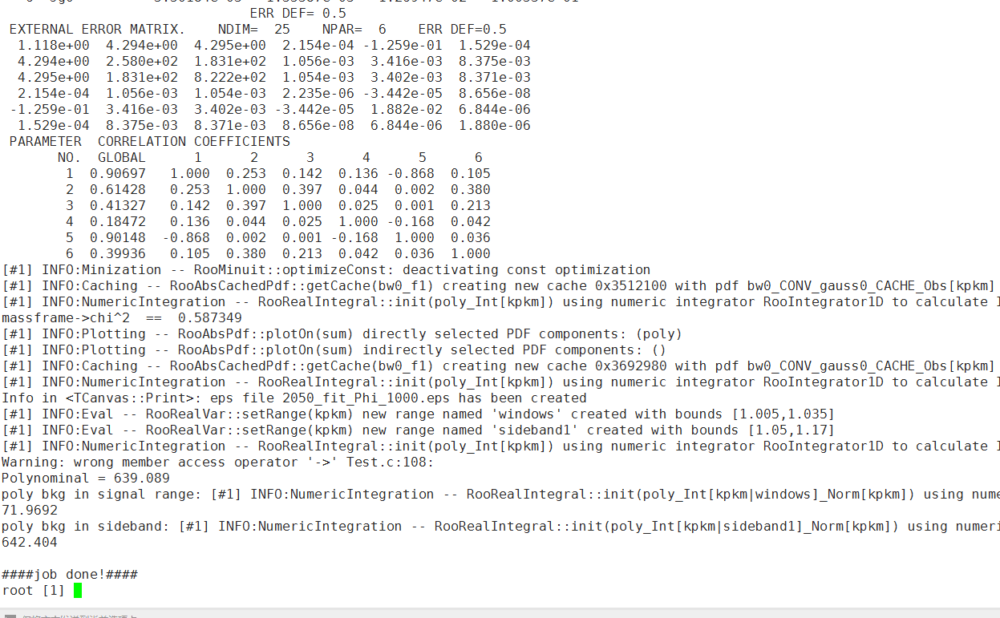 ERR DEF= 0.5
EXTERNAL ERROR MATRIX.    NDIM=  25    NPAR=  6    ERR DEF=0.5
1.118e+00  4.294e+00  4.295e+00  2.154e-04 -1.259e-01  1.529e-04
4.294e+00  2.580e+02  1.831e+02  1.056e-03  3.416e-03  8.375e-03
4.295e+00  1.831e+02  8.222e+02  1.054e-03  3.402e-03  8.371e-03
2.154e-04  1.056e-03  1.054e-03  2.235e-06 -3.442e-05  8.656e-08
-1.259e-01  3.416e-03  3.402e-03 -3.442e-05  1.882e-02  6.844e-06
1.529e-04  8.375e-03  8.371e-03  8.656e-08  6.844e-06  1.880e-06
PARAMETER  CORRELATION COEFFICIENTS
NO.  GLOBAL      1      2      3      4      5      6
1  0.90697   1.000  0.253  0.142  0.136 -0.868  0.105
2  0.61428   0.253  1.000  0.397  0.044  0.002  0.380
3  0.41327   0.142  0.397  1.000  0.025  0.001  0.213
4  0.18472   0.136  0.044  0.025  1.000 -0.168  0.042
5  0.90148  -0.868  0.002  0.001 -0.168  1.000  0.036
6  0.39936   0.105  0.380  0.213  0.042  0.036  1.000
[#1] INFO:Minization -- RooMinuit::optimizeConst: deactivating const optimization
[#1] INFO:Caching -- RooAbsCachedPdf::getCache(bw0_f1) creating new cache 0x3512100 with pdf bw0_CONV_gauss0_CACHE_Obs[kpkm]
[#1] INFO:NumericIntegration -- RooRealIntegral::init(poly_Int[kpkm]) using numeric integrator RooIntegrator1D to calculate
massframe->chi^2  ==  0.587349
[#1] INFO:Plotting -- RooAbsPdf::plotOn(sum) directly selected PDF components: (poly)
[#1] INFO:Plotting -- RooAbsPdf::plotOn(sum) indirectly selected PDF components: ()
[#1] INFO:Caching -- RooAbsCachedPdf::getCache(bw0_f1) creating new cache 0x3692980 with pdf bw0_CONV_gauss0_CACHE_Obs[kpkm]
[#1] INFO:NumericIntegration -- RooRealIntegral::init(poly_Int[kpkm]) using numeric integrator RooIntegrator1D to calculate
Info in <TCanvas::Print>: eps file 2050_fit_Phi_1000.eps has been created
[#1] INFO:Eval -- RooRealVar::setRange(kpkm) new range named 'windows' created with bounds [1.005,1.035]
[#1] INFO:Eval -- RooRealVar::setRange(kpkm) new range named 'sideband1' created with bounds [1.05,1.17]
[#1] INFO:NumericIntegration -- RooRealIntegral::init(poly_Int[kpkm]) using numeric integrator RooIntegrator1D to calculate
Warning: wrong member access operator '->' Test.c:108:
Polynominal = 639.089
poly bkg in signal range: [#1] INFO:NumericIntegration -- RooRealIntegral::init(poly_Int[kpkm|windows]_Norm[kpkm]) using nume
71.9692
poly bkg in sideband: [#1] INFO:NumericIntegration -- RooRealIntegral::init(poly_Int[kpkm|sideband1]_Norm[kpkm]) using numeri
642.404
####job done!####
root [1]